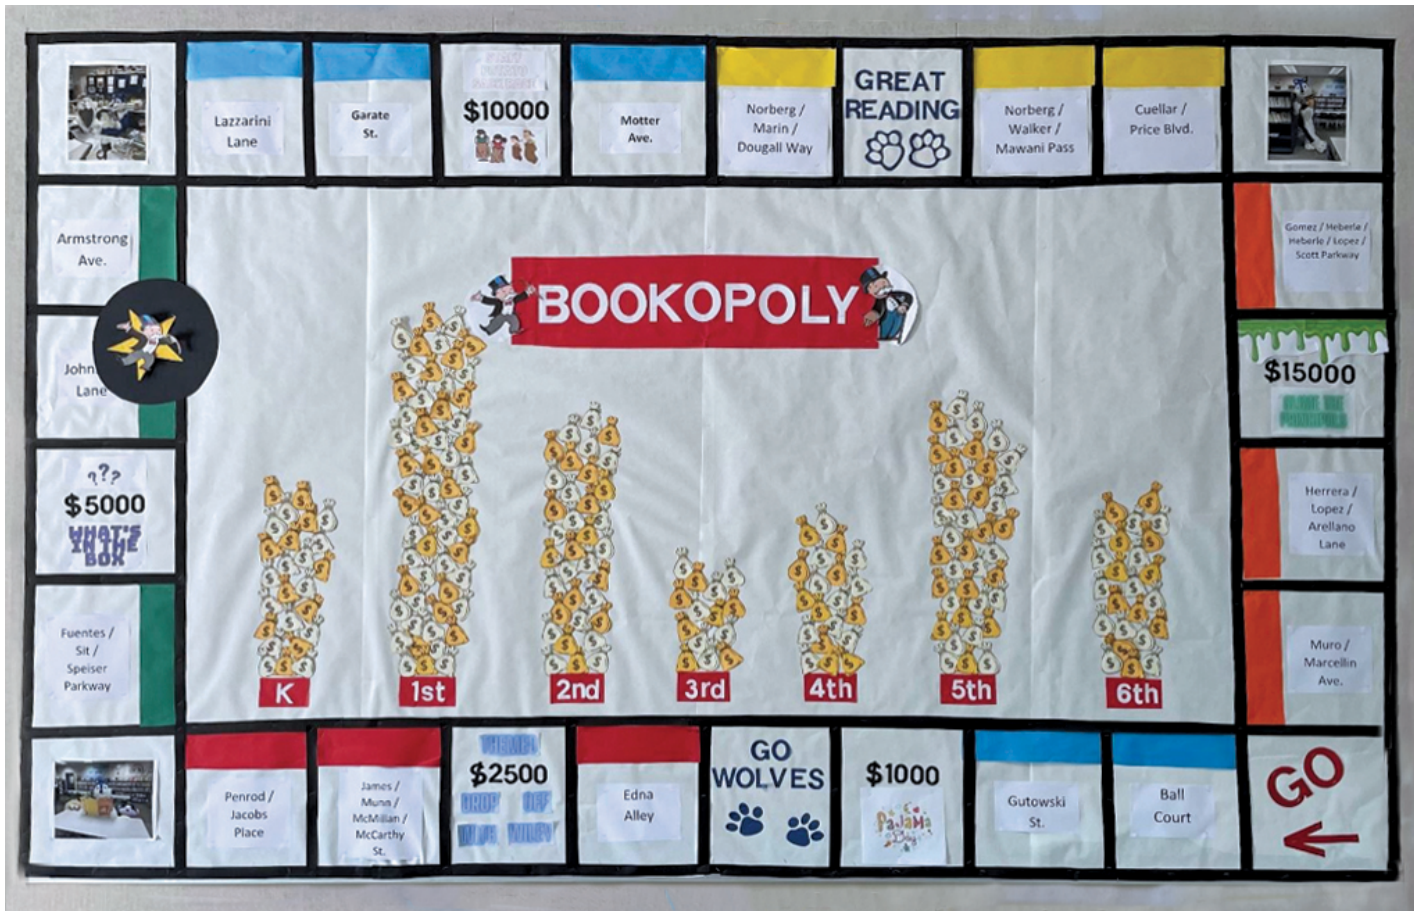 Lazzarini
Lane
Garate
St.
$10000
Motter
Ave.
Norberg /
Marin /
Dougall Way
GREAT
READING
Norberg /
Walker /
Mawani Pass
Cuellar /
Price Blvd.
Armstrong
Ave.
Gomez / Heberle /
Heberle / Lopez /
Scott Parkway
BOOKOPOLY
John
Lane
$15000
???
$5000
WHAT'S
IN THE
BOX
Herrera /
Lopez /
Arellano
Lane
Fuentes /
Sit /
Speiser
Parkway
Muro /
Marcellin
Ave.
K
1st
2nd
3rd
4th
5th
6th
Penrod /
Jacobs
Place
James /
Munn /
McMillan /
McCarthy
St.
$2500
DROP OFF
Edna
Alley
GO
WOLVES
$1000
PaJaMa
Day
Gutowski
St.
Ball
Court
GO